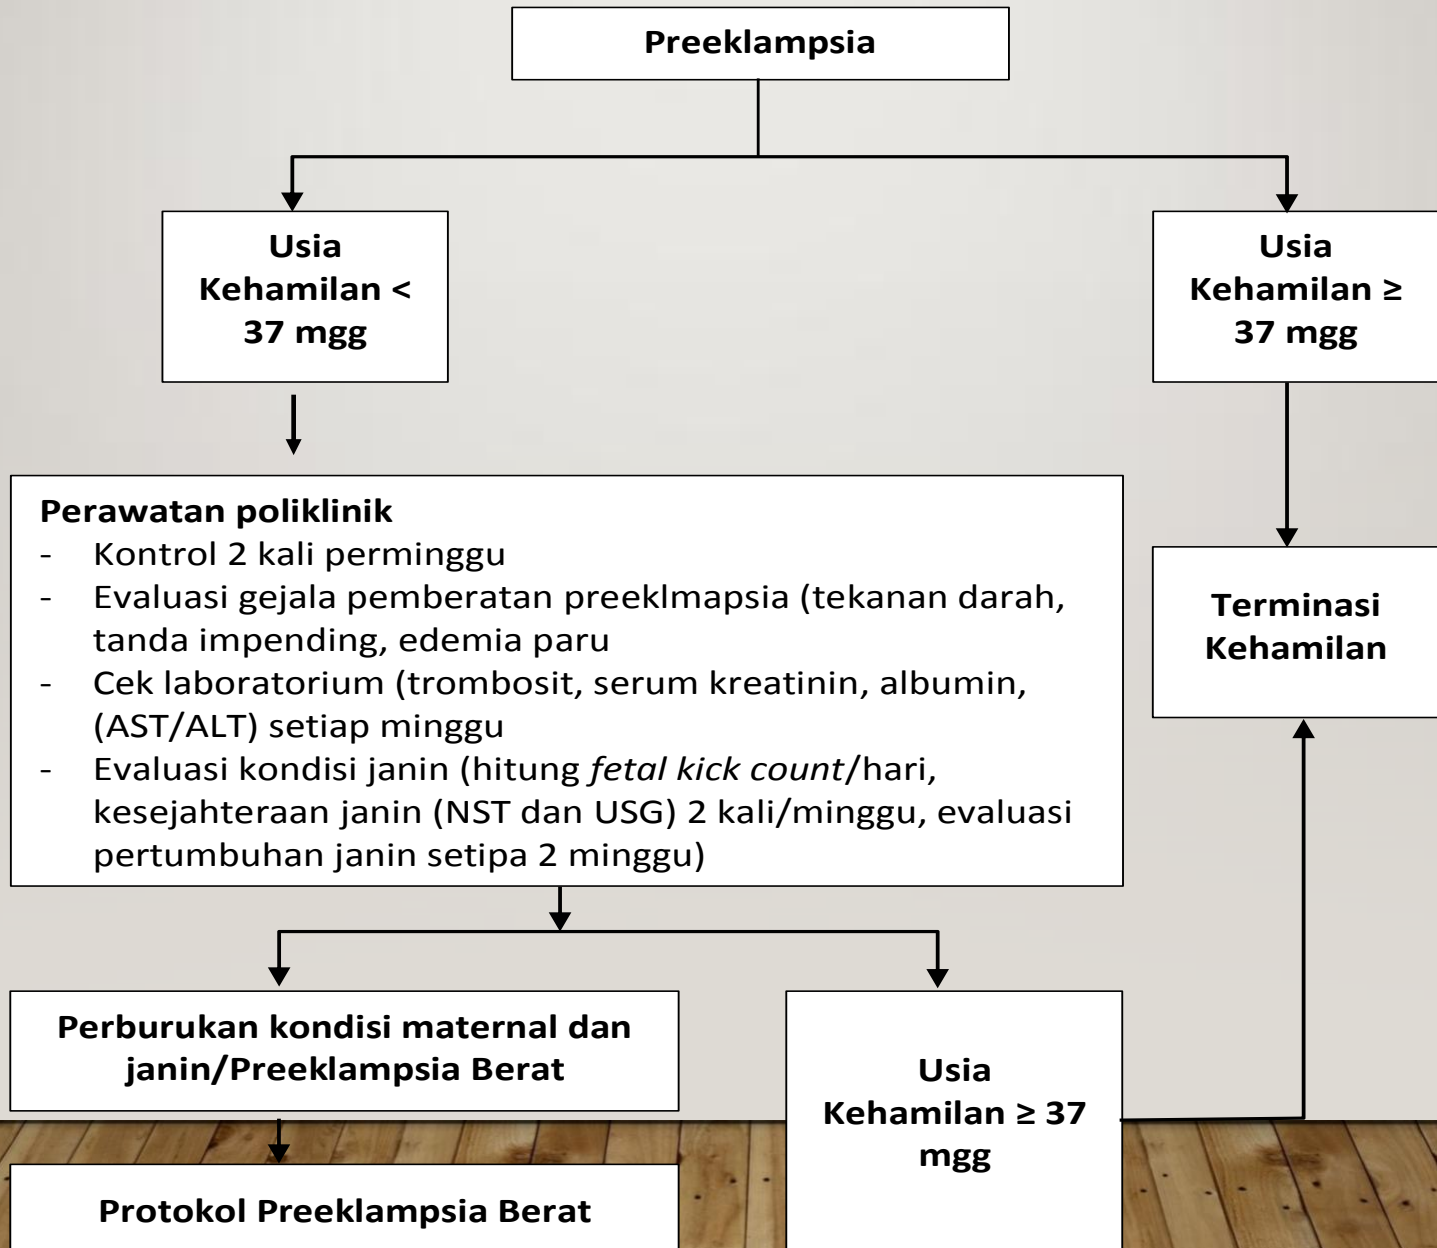 Preeklampsia
Usia
Kehamilan <
37 mgg
Usia
Kehamilan ≥
37 mgg
Perawatan poliklinik
- Kontrol 2 kali perminggu
- Evaluasi gejala pemberatan preeklmapsia (tekanan darah,
tanda impending, edemia paru
- Cek laboratorium (trombosit, serum kreatinin, albumin,
(AST/ALT) setiap minggu
- Evaluasi kondisi janin (hitung fetal kick count/hari,
kesejahteraan janin (NST dan USG) 2 kali/minggu, evaluasi
pertumbuhan janin setipa 2 minggu)
Terminasi
Kehamilan
Perburukan kondisi maternal dan
janin/Preeklampsia Berat
Usia
Kehamilan ≥ 37
mgg
Protokol Preeklampsia Berat